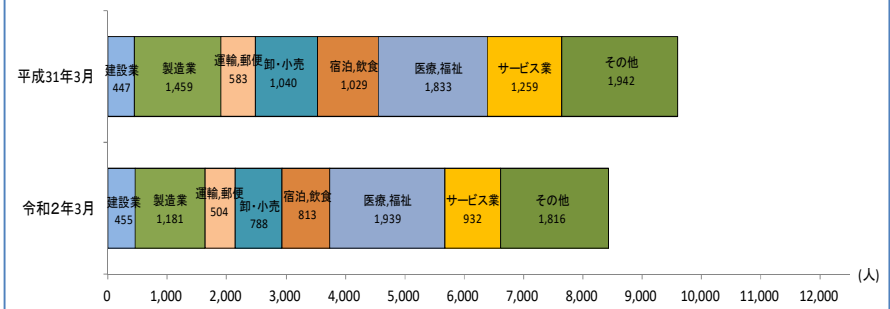 平成31年3月
建設業
447
製造業
1,459
運輸,郵便
583
卸・小売
1,040
宿泊,飲食
1,029
医療,福祉
1,833
サービス業
1,259
その他
1,942
令和2年3月
建設業
455
製造業
1,181
運輸,郵便
504
卸・小売
788
宿泊,飲食
813
医療,福祉
1,939
サービス業
932
その他
1,816
(人)
0 1,000 2,000 3,000 4,000 5,000 6,000 7,000 8,000 9,000 10,000 11,000 12,000